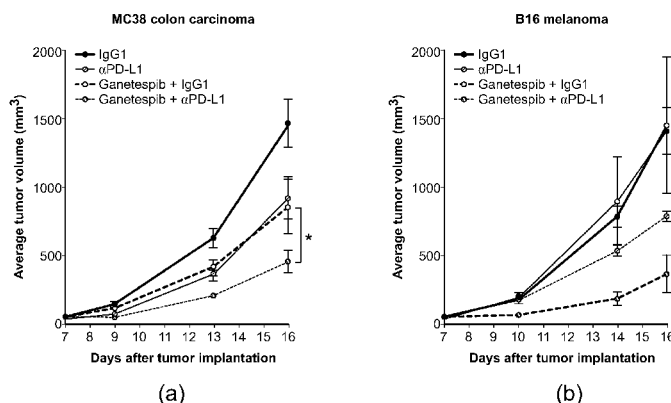 MC38 colon carcinoma
Average tumor volume (mm3)
2000
1500
1000
500
0
IgG1
αPD-L1
Ganetespib + IgG1
Ganetespib + αPD-L1
*
7 8 9 10 11 12 13 14 15 16
Days after tumor implantation
(a)
B16 melanoma
Average tumor volume (mm3)
2000
1500
1000
500
0
IgG1
αPD-L1
Ganetespib + IgG1
Ganetespib + αPD-L1
7 8 9 10 11 12 13 14 15 16
Days after tumor implantation
(b)